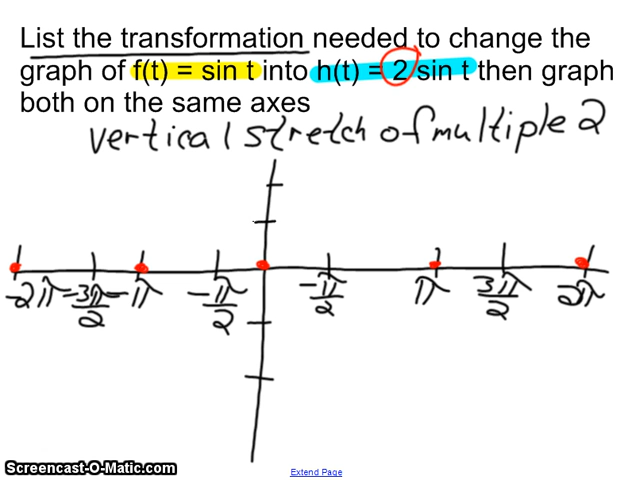 List the transformation needed to change the
graph of f(t) = sin t into h(t) = 2 sin t then graph
both on the same axes
vertical stretch of multiple 2
-2π -3π/2 -π -π/2 -π/2 π 3π/2 2π
Screencast-O-Matic.com
Extend Page